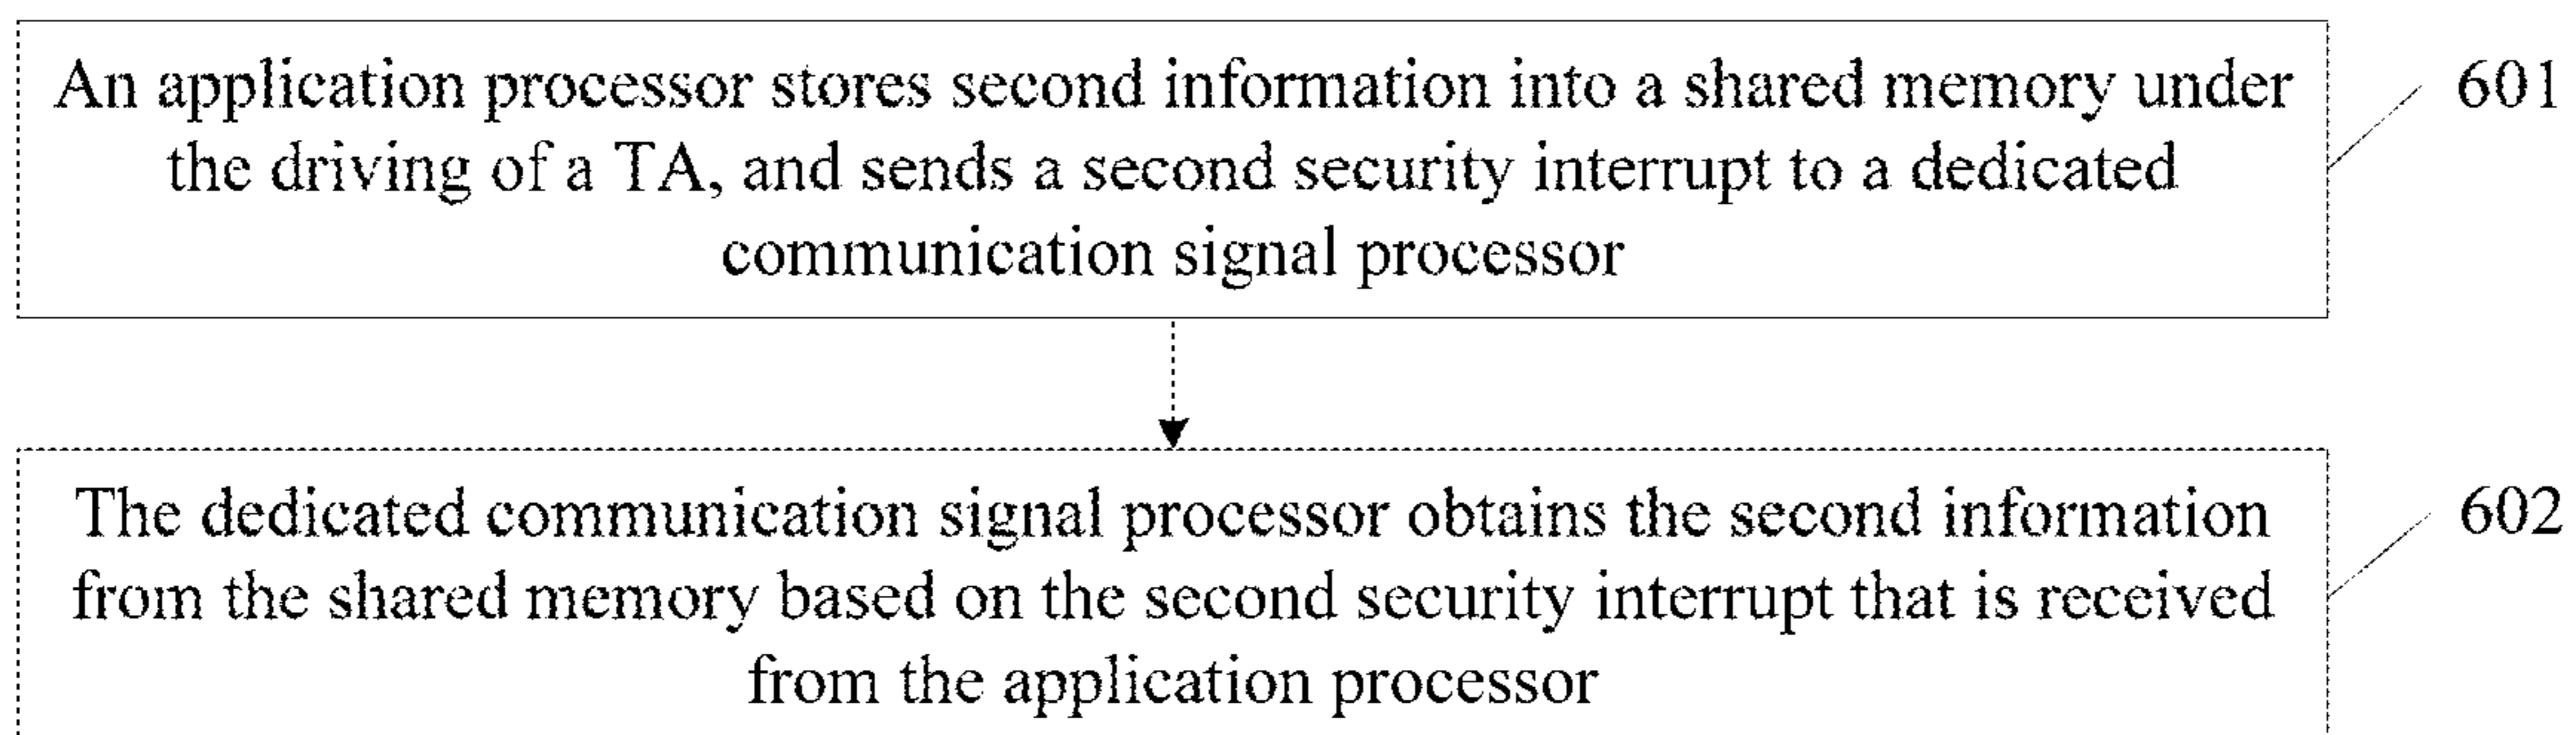 An application processor stores second information into a shared memory under
the driving of a TA, and sends a second security interrupt to a dedicated
communication signal processor
601
The dedicated communication signal processor obtains the second information
from the shared memory based on the second security interrupt that is received
from the application processor
602